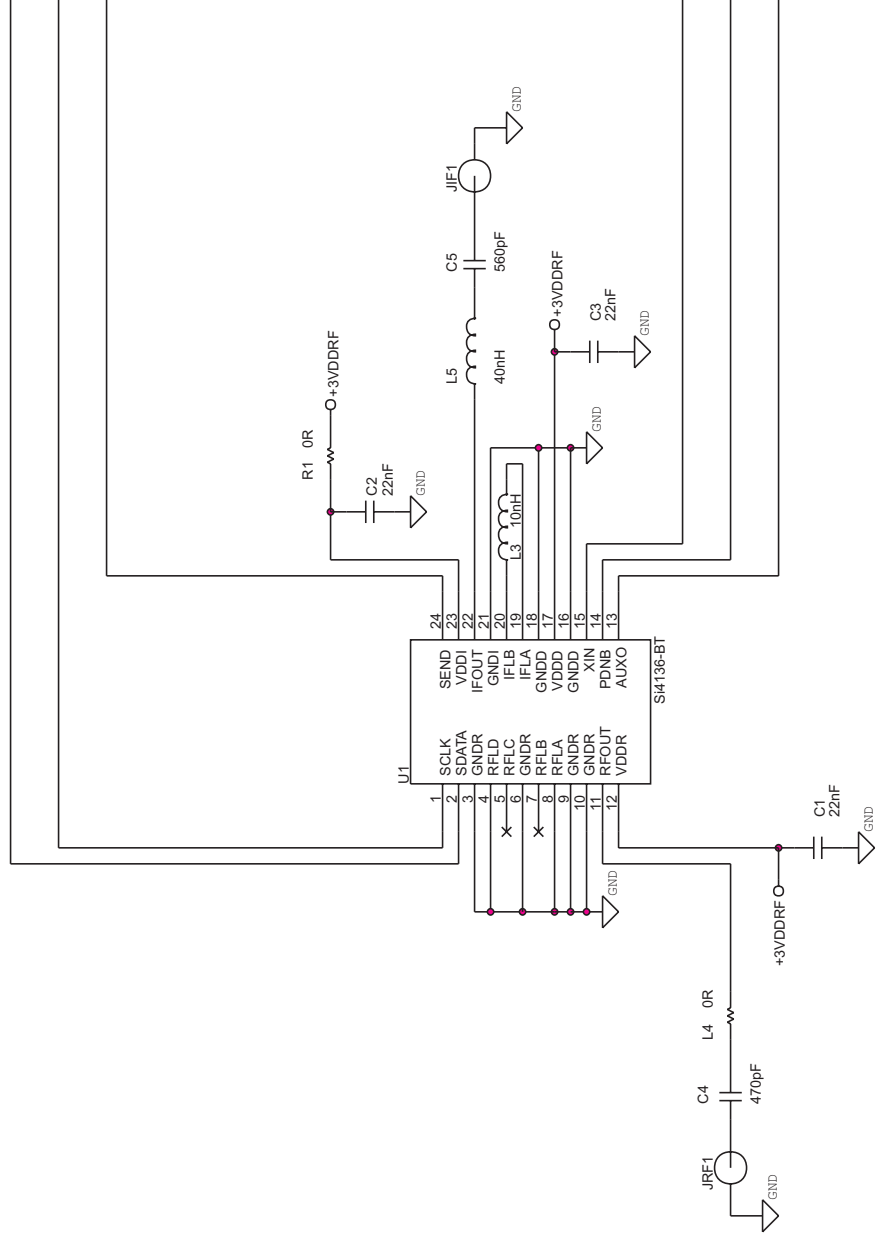 GND
JIF1
C5
560pF
+3VDDRF
C3
22nF
GND
L5
40nH
+3VDDRF
R1 0R
C2
22nF
GND
GND
L3 10nH
24
23
22
21
20
19
18
17
16
15
14
13
SEND
VDDI
IFOUT
GNDI
IFLB
IFLA
GNDD
VDDD
GNDD
XIN
PDNB
AUXO
Si4136-BT
U1
SCLK
SDATA
GNDR
RFLD
RFLC
GNDR
RFLB
RFLA
GNDR
GNDR
RFOUT
VDDR
1
2
3
4
5
6
7
8
9
10
11
12
GND
C1
22nF
GND
+3VDDRF
L4 0R
C4
470pF
JRF1
GND